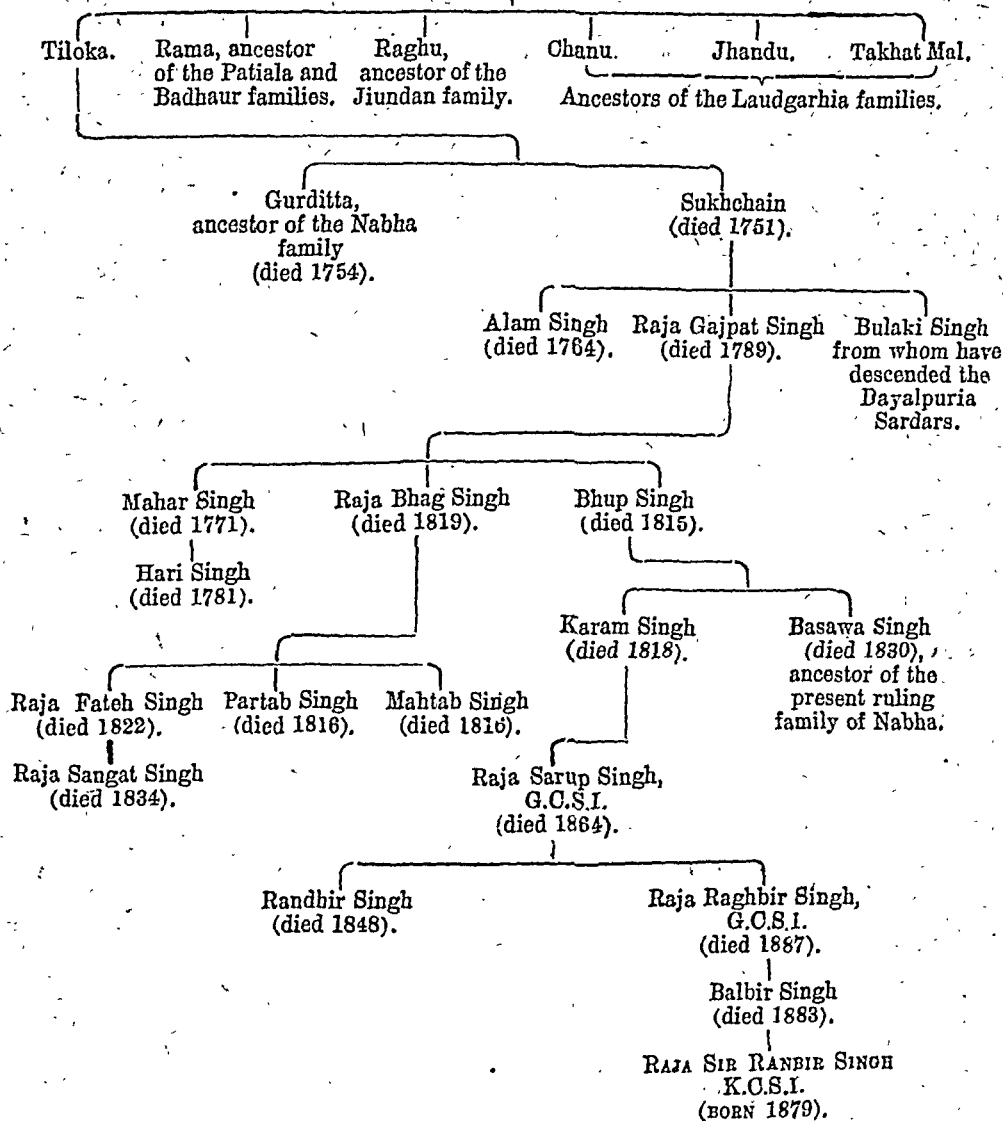 Tiloka. Rama, ancestor of the Patiala and Badhaur families. Raghu, ancestor of the Jiundan family. Chanu. Jhandu. Takhat Mal.
Ancestors of the Laudgarhia families.
Gurditta,
ancestor of the Nabha
family
(died 1754).
Sukhchain
(died 1751).
Alam Singh
(died 1764).
Raja Gajpat Singh
(died 1789).
Bulaki Singh
from whom have
descended the
Dayalpuria
Sardars.
Mahar Singh
(died 1771).
Hari Singh
(died 1781).
Raja Bhag Singh
(died 1819).
Bhup Singh
(died 1815).
Karam Singh
(died 1818).
Basawa Singh
(died 1830),
ancestor of the
present ruling
family of Nabha.
Raja Fateh Singh
(died 1822).
Partab Singh
(died 1816).
Mahtab Singh
(died 1816).
Raja Sangat Singh
(died 1834).
Raja Sarup Singh,
G.C.S.I.
(died 1864).
Randhir Singh
(died 1848).
Raja Raghbir Singh,
G.C.S.I.
(died 1887).
Balbir Singh
(died 1883).
RAJA SIR RANBIR SINGH
K.C.S.I.
(BORN 1879).